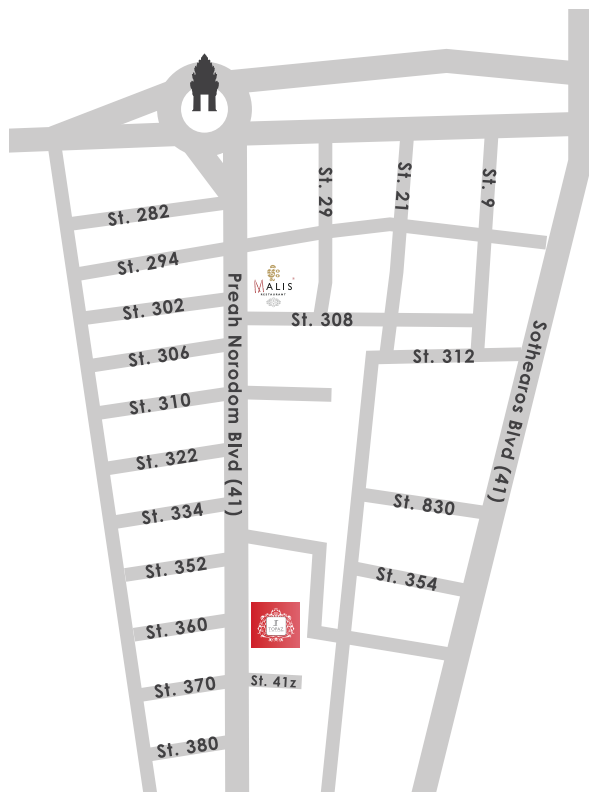 St. 29
St. 21
St. 9
St. 282
St. 294
MALIS
RESTAURANT
St. 302
St. 308
St. 306
St. 312
Preah Norodom Blvd (41)
Sothearos Blvd (41)
St. 310
St. 322
St. 334
St. 830
St. 352
St. 354
St. 360
T
TOPAZ
St. 370
St. 41z
St. 380